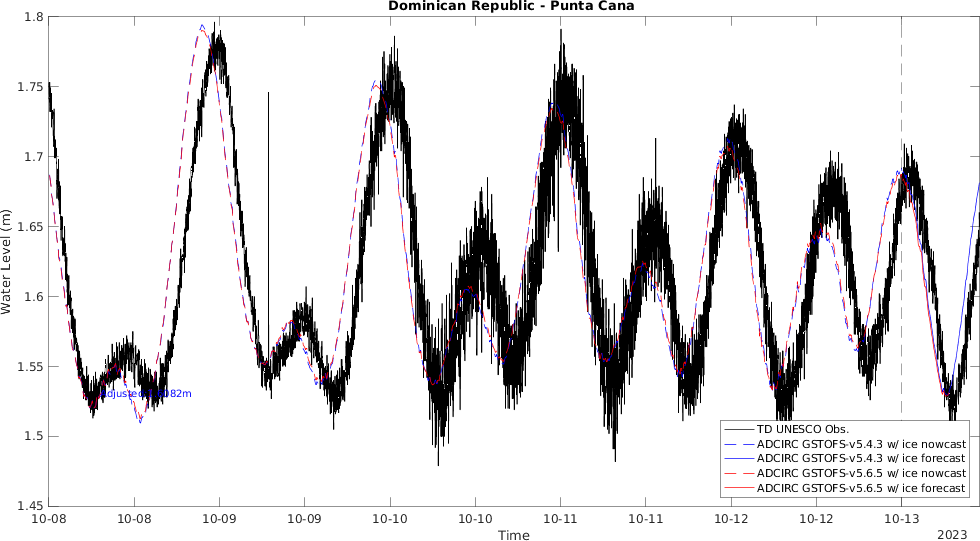 Dominican Republic - Punta Cana
1.8
1.75
1.7
1.65
1.6
1.55
1.5
1.45
Water Level (m)
TD UNESCO Obs.
ADCIRC GSTOFS-v5.4.3 w/ ice nowcast
ADCIRC GSTOFS-v5.4.3 w/ ice forecast
ADCIRC GSTOFS-v5.6.5 w/ ice nowcast
ADCIRC GSTOFS-v5.6.5 w/ ice forecast
10-08 10-08 10-09 10-09 10-10 10-10 10-11 10-11 10-12 10-12 10-13
Time
2023